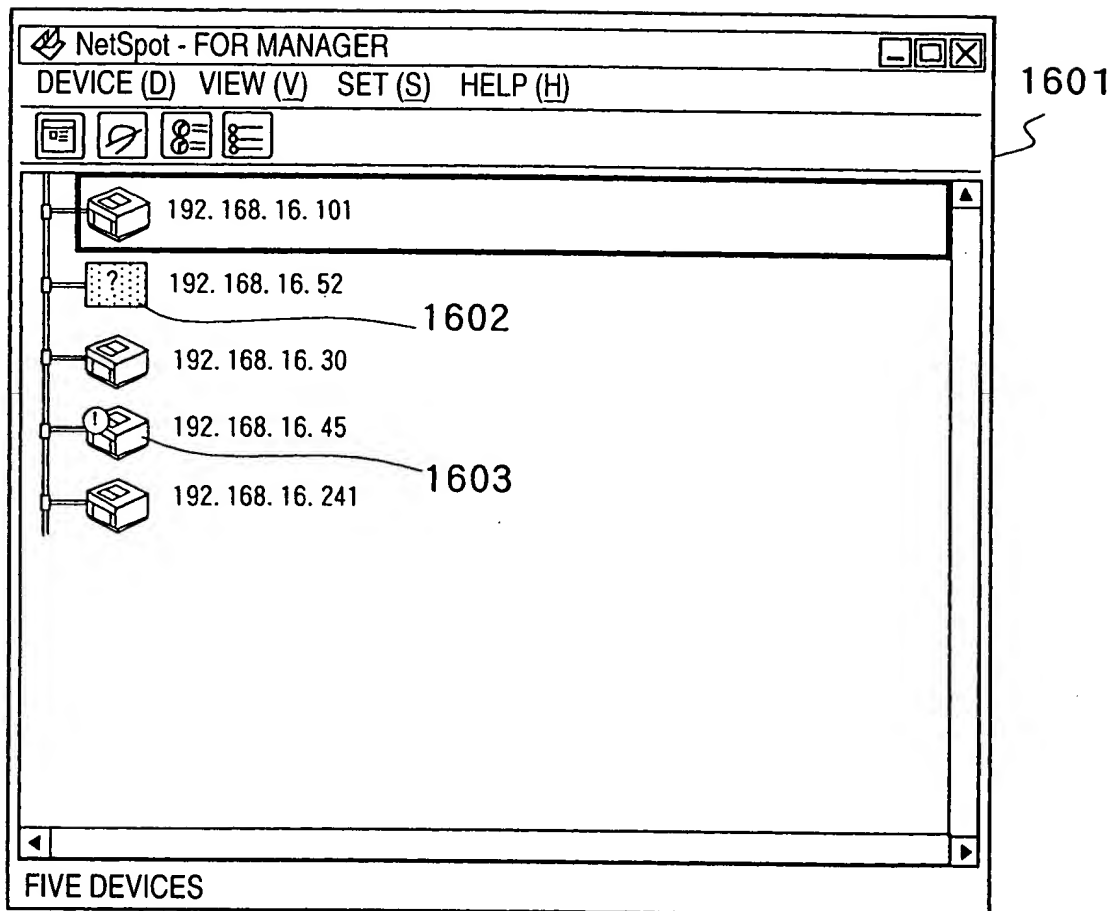 NetSpot - FOR MANAGER
DEVICE (D) VIEW (V) SET (S) HELP (H)
1601
192. 168. 16. 101
? 192. 168. 16. 52
1602
192. 168. 16. 30
! 192. 168. 16. 45
1603
192. 168. 16. 241
FIVE DEVICES